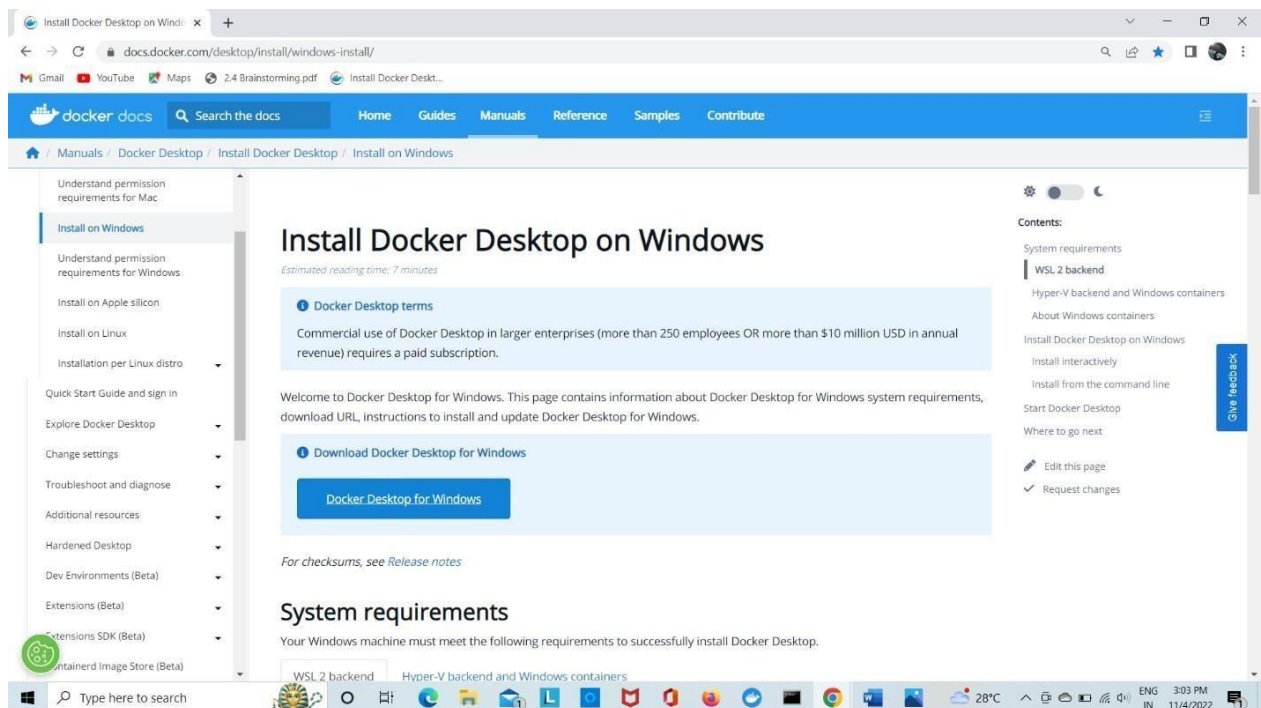 Install Docker Desktop on Windo
docs.docker.com/desktop/install/windows-install/
Gmail YouTube Maps 2.4 Brainstorming.pdf Install Docker Deskt...
docker docs Search the docs Home Guides Manuals Reference Samples Contribute
/ Manuals / Docker Desktop / Install Docker Desktop / Install on Windows
Understand permission
requirements for Mac
Install on Windows
Understand permission
requirements for Windows
Install on Apple silicon
Install on Linux
Installation per Linux distro
Quick Start Guide and sign in
Explore Docker Desktop
Change settings
Troubleshoot and diagnose
Additional resources
Hardened Desktop
Dev Environments (Beta)
Extensions (Beta)
Extensions SDK (Beta)
Containerd Image Store (Beta)
Install Docker Desktop on Windows
Estimated reading time: 7 minutes
Docker Desktop terms
Commercial use of Docker Desktop in larger enterprises (more than 250 employees OR more than $10 million USD in annual
revenue) requires a paid subscription.
Welcome to Docker Desktop for Windows. This page contains information about Docker Desktop for Windows system requirements,
download URL, instructions to install and update Docker Desktop for Windows.
Download Docker Desktop for Windows
Docker Desktop for Windows
For checksums, see Release notes
System requirements
Your Windows machine must meet the following requirements to successfully install Docker Desktop.
WSL 2 backend Hyper-V backend and Windows containers
Contents:
System requirements
WSL 2 backend
Hyper-V backend and Windows containers
About Windows containers
Install Docker Desktop on Windows
Install interactively
Install from the command line
Start Docker Desktop
Where to go next
Edit this page
Request changes
Give feedback
Type here to search
28°C
ENG
IN
3:03 PM
11/4/2022